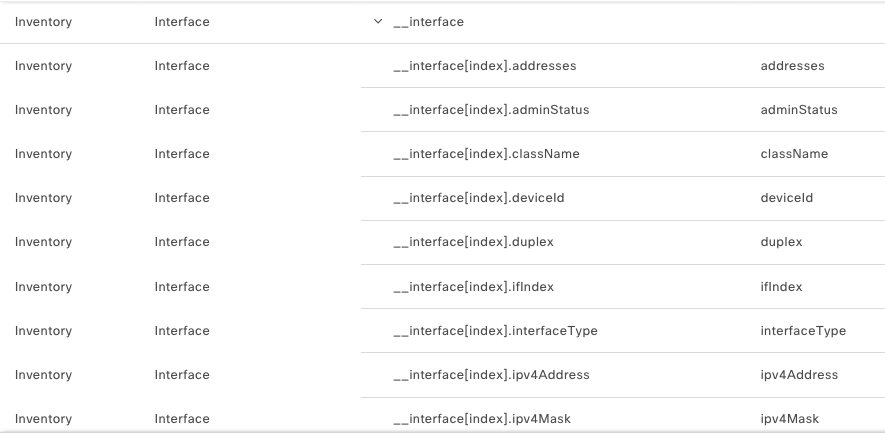 Inventory Interface __interface
Inventory Interface __interface[index].addresses addresses
Inventory Interface __interface[index].adminStatus adminStatus
Inventory Interface __interface[index].className className
Inventory Interface __interface[index].deviceId deviceId
Inventory Interface __interface[index].duplex duplex
Inventory Interface __interface[index].ifIndex ifIndex
Inventory Interface __interface[index].interfaceType interfaceType
Inventory Interface __interface[index].ipv4Address ipv4Address
Inventory Interface __interface[index].ipv4Mask ipv4Mask